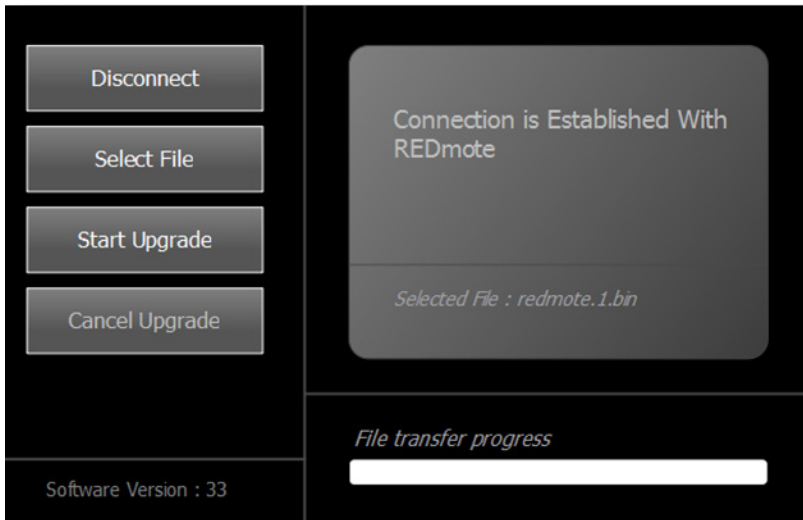 Disconnect
Select File
Start Upgrade
Cancel Upgrade
Software Version : 33
Connection is Established With
REDmote
Selected File : redmote.1.bin
File transfer progress